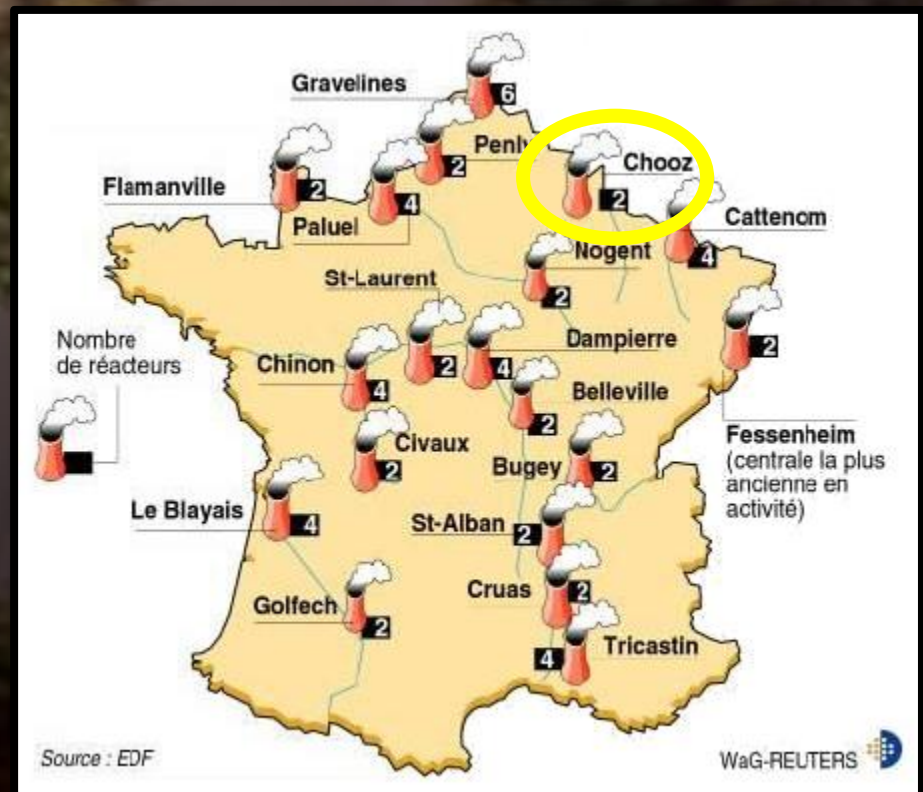 Gravelines
6
Penly
2
Chooz
2
Flamanville
2
Paluel
4
Cattenom
4
Nogent
2
St-Laurent
2
Nombre
de réacteurs
Chinon
4
Dampierre
4
2
Belleville
2
Civaux
2
Bugey
2
Fessenheim
(centrale la plus
ancienne en
activité)
Le Blayais
4
St-Alban
2
Cruas
2
Golfech
2
Tricastin
4
Source : EDF
WaG-REUTERS